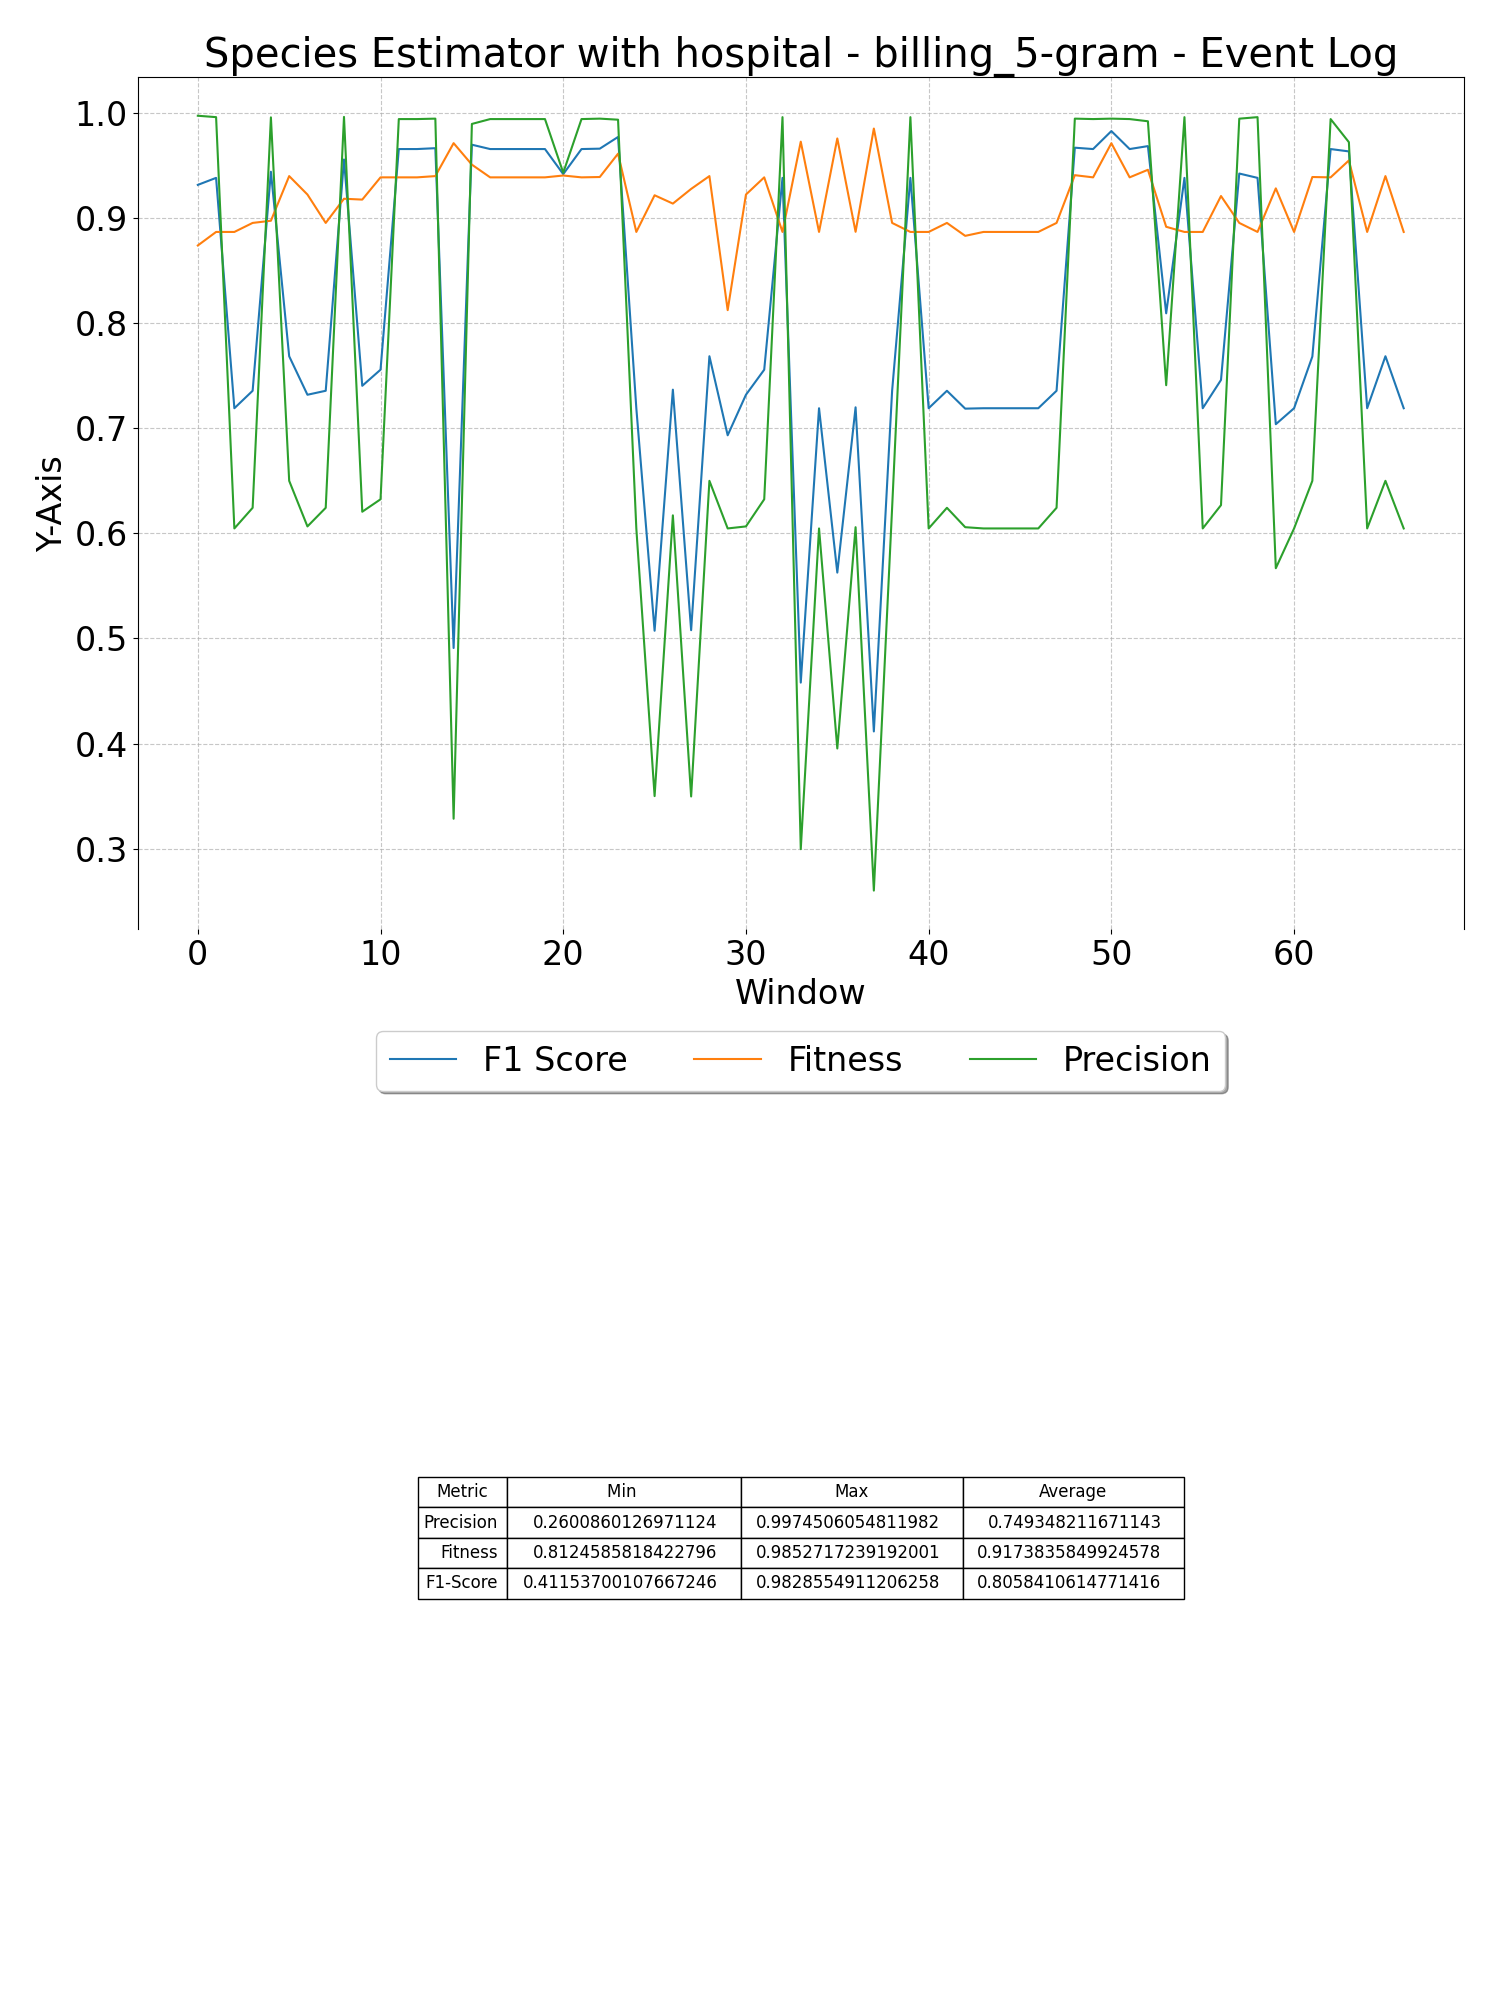 Species Estimator with hospital - billing_5-gram - Event Log
1.0
0.9
0.8
0.7
0.6
0.5
0.4
0.3
Y-Axis
0 10 20 30 40 50 60
Window
F1 Score Fitness Precision
Metric Min Max Average
Precision 0.2600860126971124 0.9974506054811982 0.749348211671143
Fitness 0.8124585818422796 0.9852717239192001 0.9173835849924578
F1-Score 0.41153700107667246 0.9828554911206258 0.8058410614771416